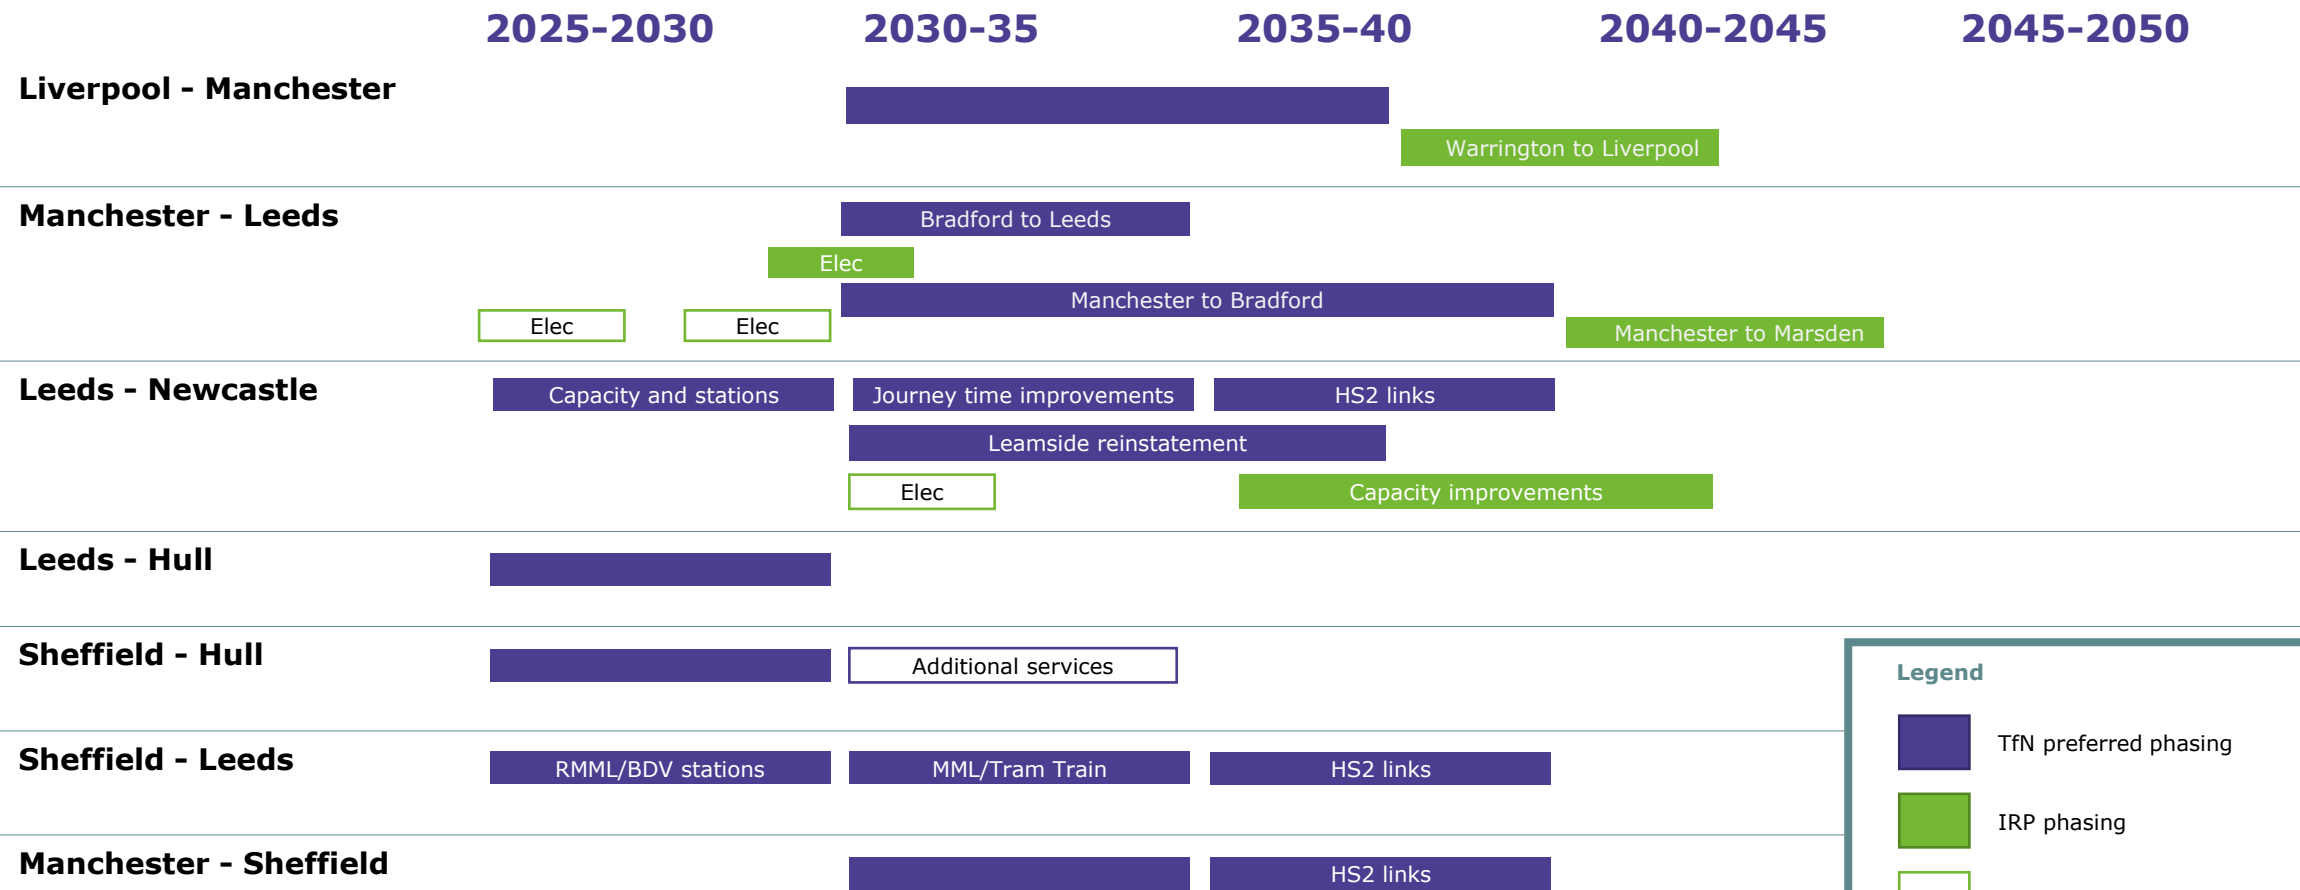 2025-2030 2030-35 2035-40 2040-2045 2045-2050
Liverpool - Manchester
Warrington to Liverpool
Manchester - Leeds
Bradford to Leeds
Elec
Manchester to Bradford
Elec Elec
Manchester to Marsden
Leeds - Newcastle
Capacity and stations Journey time improvements HS2 links
Leamside reinstatement
Elec Capacity improvements
Leeds - Hull
Sheffield - Hull
Additional services
Legend
TfN preferred phasing
Sheffield - Leeds
RMML/BDV stations MML/Tram Train HS2 links
IRP phasing
Manchester - Sheffield
HS2 links